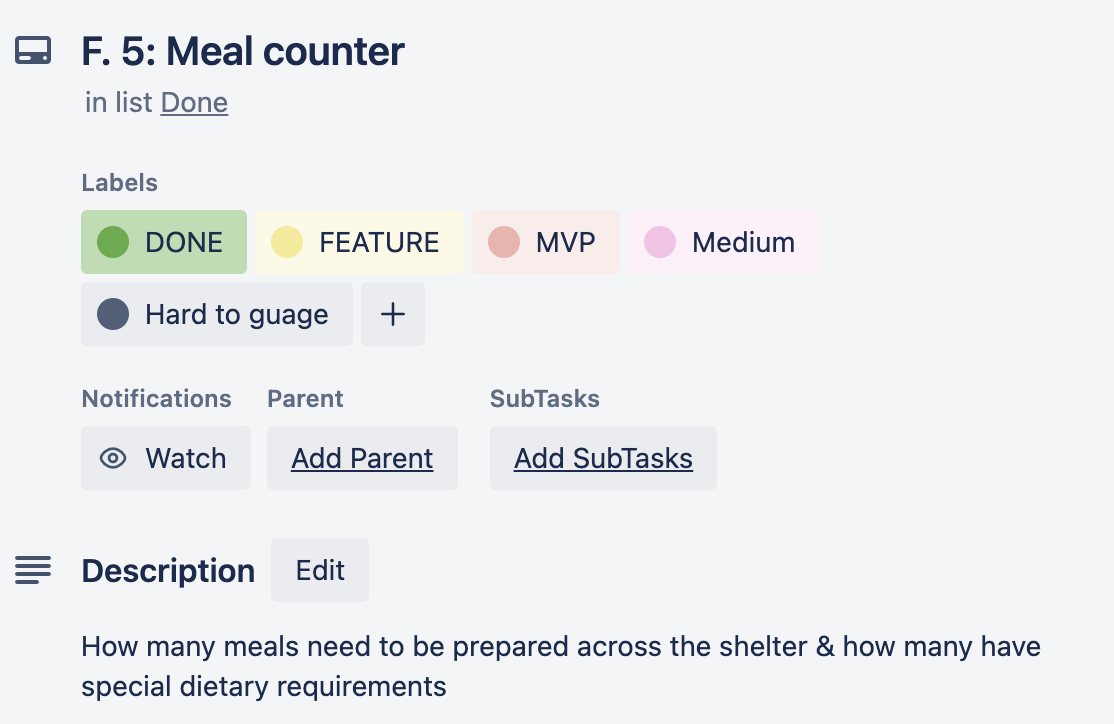 F. 5: Meal counter
in list Done
Labels
DONE FEATURE MVP Medium
Hard to guage +
Notifications Parent SubTasks
Watch Add Parent Add SubTasks
Description Edit
How many meals need to be prepared across the shelter & how many have
special dietary requirements